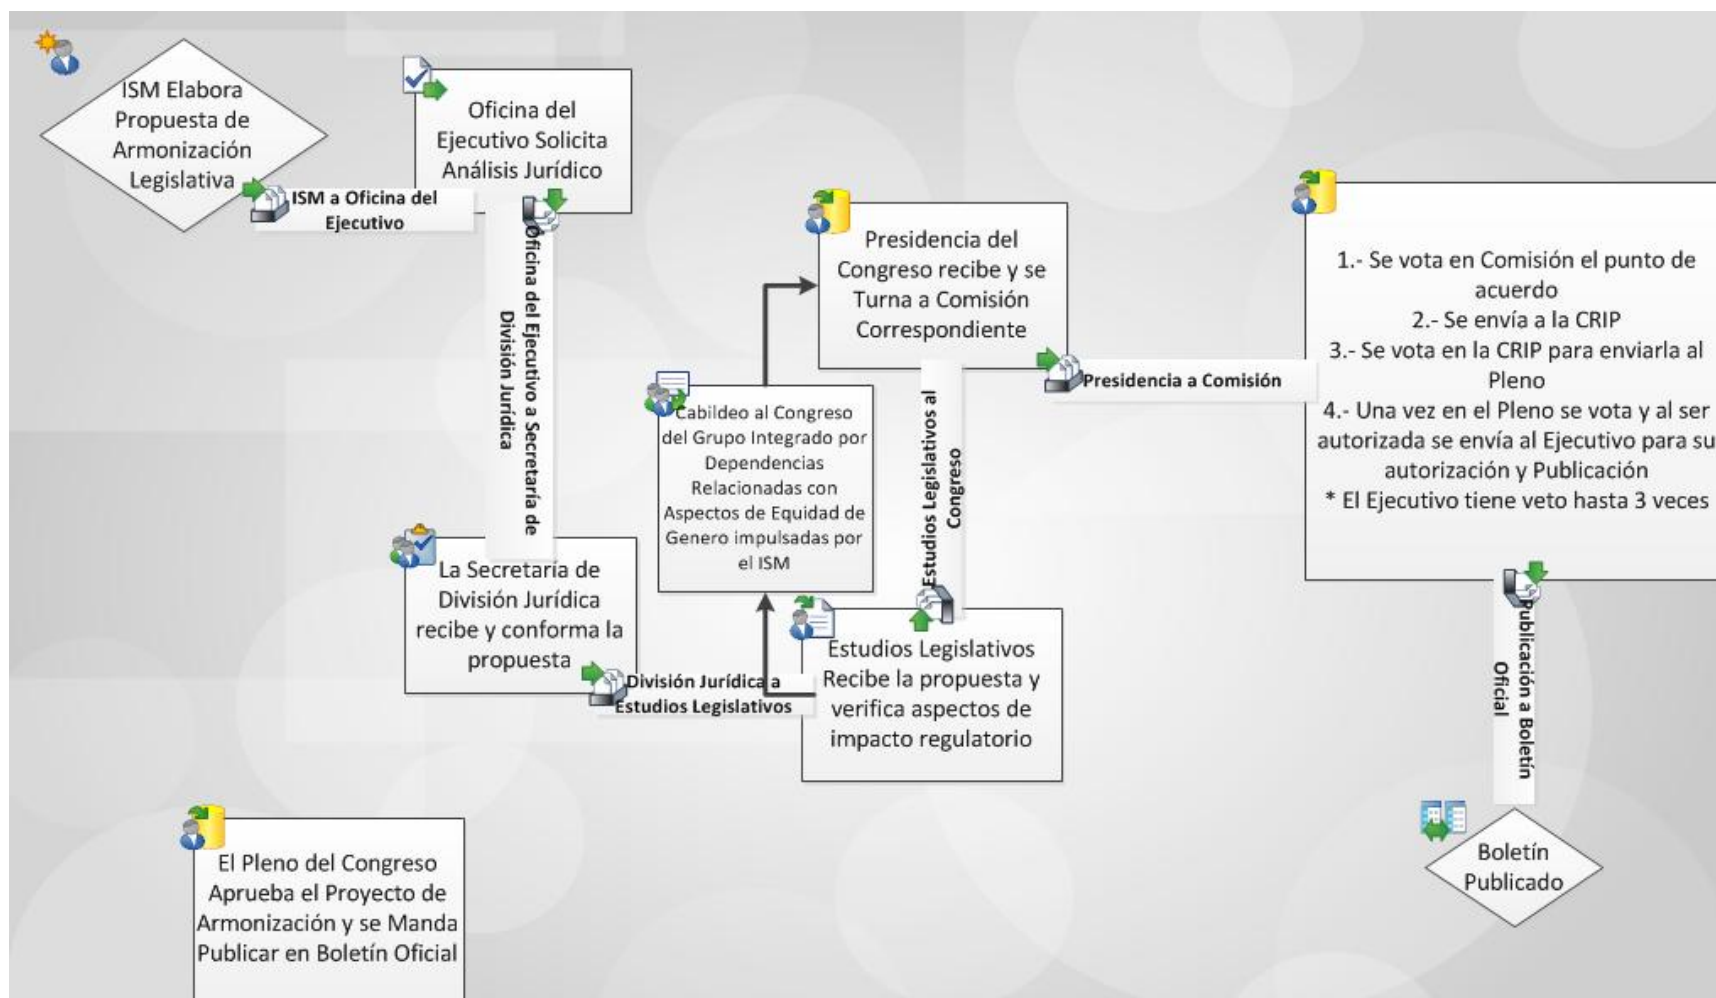 ISM Elabora
Propuesta de
Armonización
Legislativa
ISM a Oficina del
Ejecutivo
Oficina del
Ejecutivo Solicita
Análisis Jurídico
Oficina del Ejecutivo a Secretaría de
División Jurídica
La Secretaría de
División Jurídica
recibe y conforma la
propuesta
División Jurídica a
Estudios Legislativos
Estudios Legislativos
Recibe la propuesta y
verifica aspectos de
impacto regulatorio
Cabildeo al Congreso
del Grupo Integrado por
Dependencias
Relacionadas con
Aspectos de Equidad de
Genero impulsadas por
el ISM
Estudios Legislativos al
Congreso
Presidencia del
Congreso recibe y se
Turna a Comisión
Correspondiente
Presidencia a Comisión
1.- Se vota en Comisión el punto de
acuerdo
2.- Se envía a la CRIP
3.- Se vota en la CRIP para enviarla al
Pleno
4.- Una vez en el Pleno se vota y al ser
autorizada se envía al Ejecutivo para su
autorización y Publicación
* El Ejecutivo tiene veto hasta 3 veces
Publicación a Boletín
Oficial
Boletín
Publicado
El Pleno del Congreso
Aprueba el Proyecto de
Armonización y se Manda
Publicar en Boletín Oficial